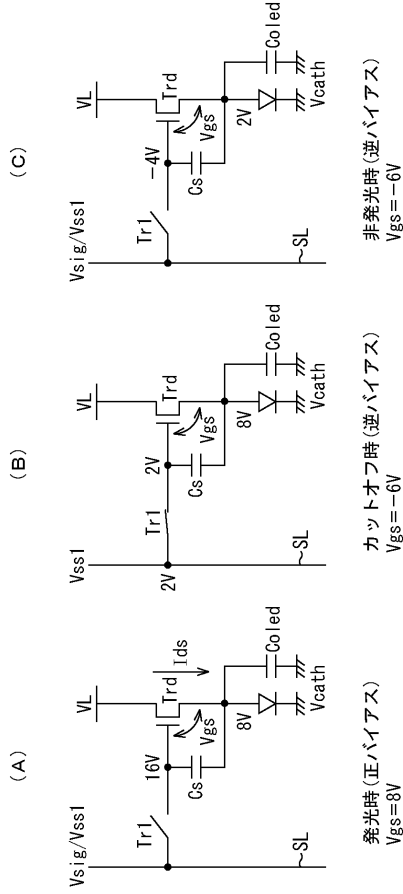 (A)
Vsig/Vss1
VL
Tr1
16V
Trd
Ids
Cs
Vgs
8V
Coled
SL
Vcath
発光時(正バイアス)
Vgs=8V
(B)
Vss1
VL
Tr1
2V
2V
Trd
Cs
Vgs
8V
Coled
SL
Vcath
カットオフ時(逆バイアス)
Vgs=-6V
(C)
Vsig/Vss1
VL
Tr1
-4V
Trd
Cs
Vgs
2V
Coled
SL
Vcath
非発光時(逆バイアス)
Vgs=-6V